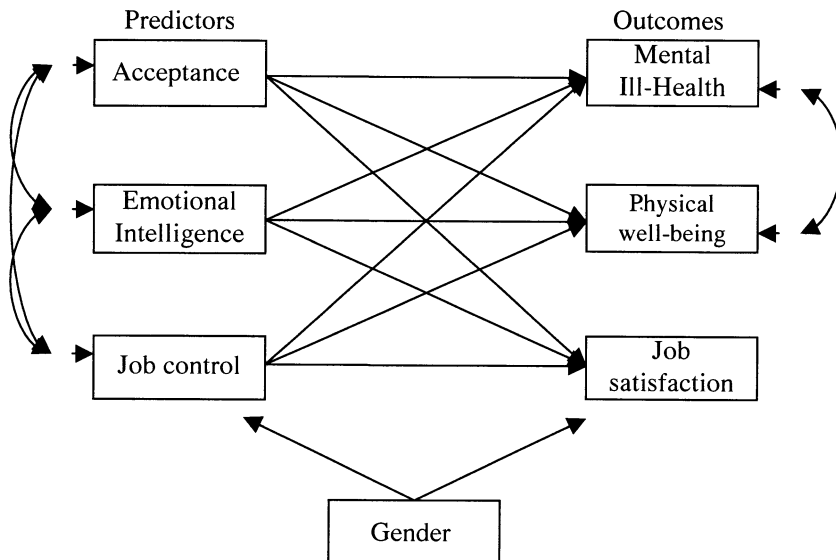 Predictors
Outcomes
Acceptance
Mental
Ill-Health
Emotional
Intelligence
Physical
well-being
Job control
Job
satisfaction
Gender